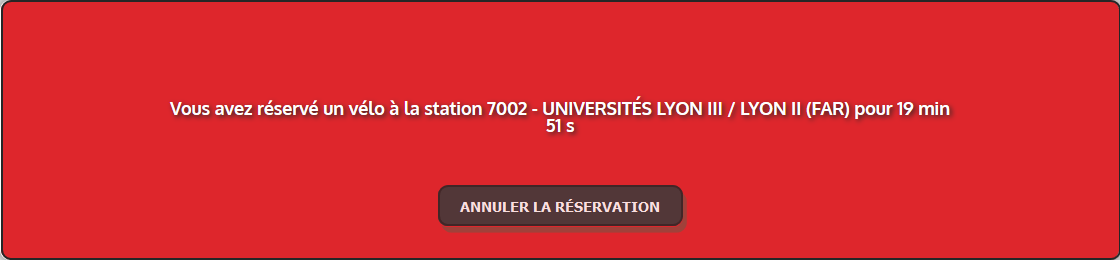 Vous avez réservé un vélo à la station 7002 - UNIVERSITÉS LYON III / LYON II (FAR) pour 19 min
51 s
ANNULER LA RÉSERVATION